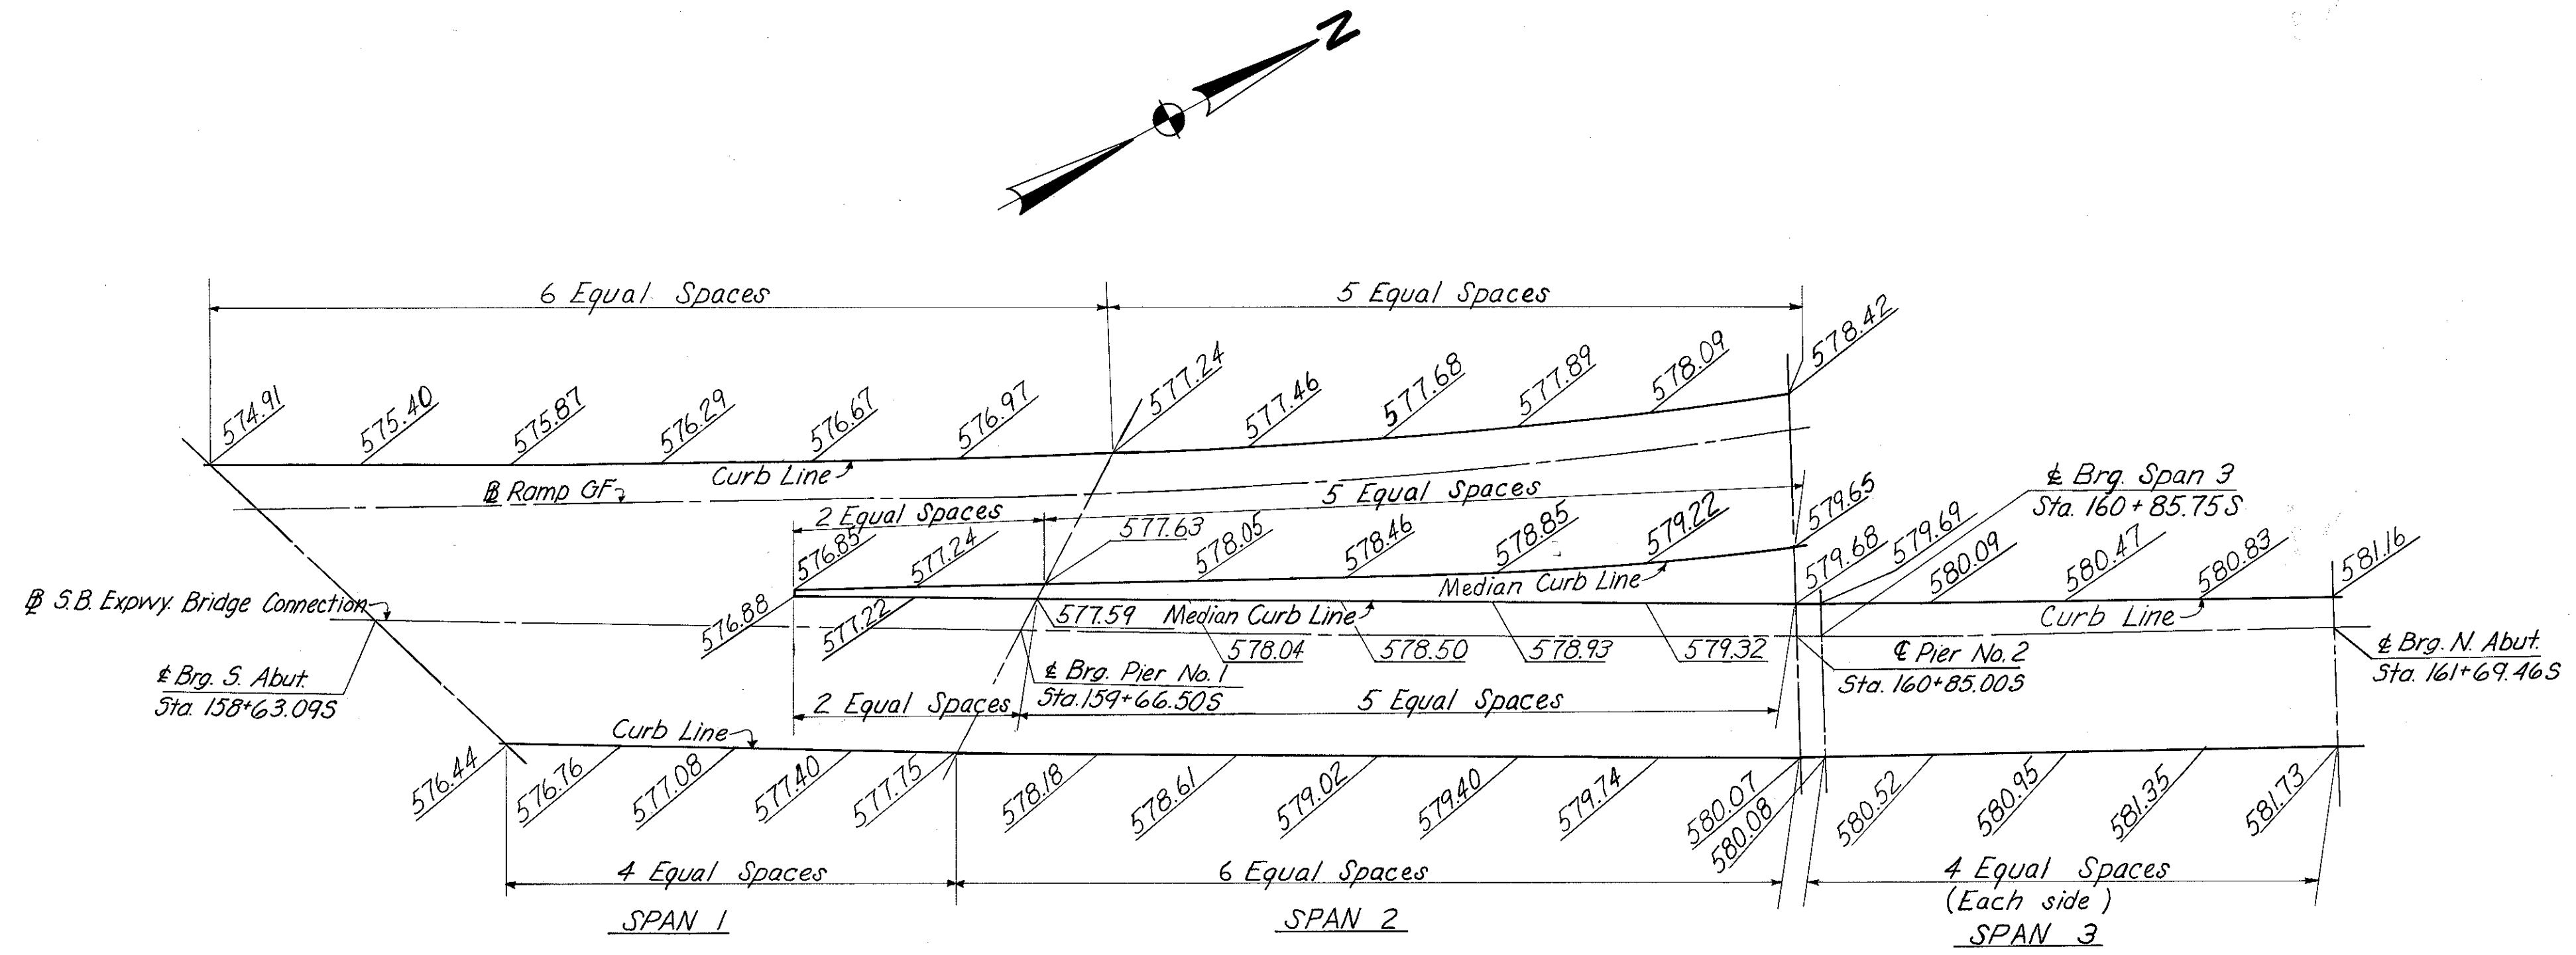 N
6 Equal Spaces
5 Equal Spaces
574.91
575.40
575.87
576.29
576.67
576.97
577.24
577.46
577.68
577.89
578.09
578.42
Curb Line
℄ Brg. Span 3
Sta. 160+85.75S
B Ramp GF
5 Equal Spaces
2 Equal Spaces
576.85
577.24
577.63
578.05
578.46
578.85
579.22
579.65
579.68
579.69
580.09
580.47
580.83
581.16
Median Curb Line
B S.B. Expwy. Bridge Connection
576.88
577.22
577.59
Median Curb Line
578.04
578.50
578.93
579.32
Curb Line
℄ Pier No. 2
Sta. 160+85.00S
℄ Brg. N. Abut.
Sta. 161+69.46S
℄ Brg. S. Abut.
Sta. 158+63.09S
℄ Brg. Pier No. 1
Sta. 159+66.50S
2 Equal Spaces
5 Equal Spaces
Curb Line
576.44
576.76
577.08
577.40
577.75
578.18
578.61
579.02
579.40
579.74
580.07
580.08
580.52
580.95
581.35
581.73
4 Equal Spaces
6 Equal Spaces
4 Equal Spaces
(Each side)
SPAN 1
SPAN 2
SPAN 3